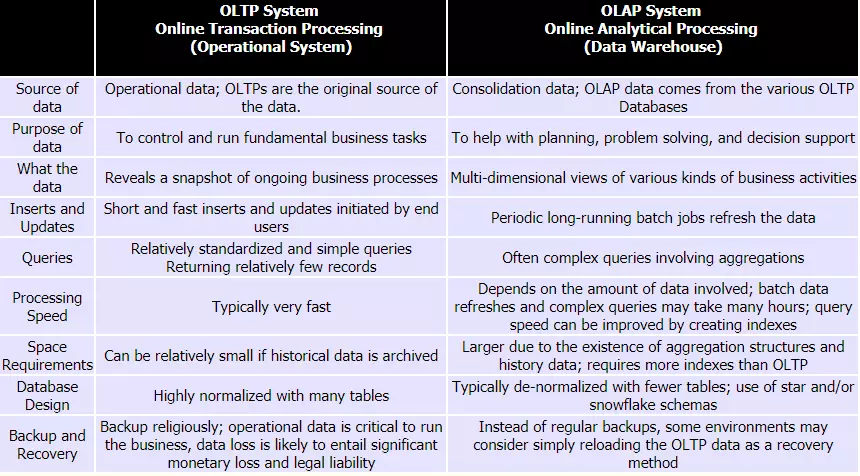 OLTP System
Online Transaction Processing
(Operational System)
OLAP System
Online Analytical Processing
(Data Warehouse)
Source of
data
Operational data; OLTPs are the original source of
the data.
Consolidation data; OLAP data comes from the various OLTP
Databases
Purpose of
data
To control and run fundamental business tasks
To help with planning, problem solving, and decision support
What the
data
Reveals a snapshot of ongoing business processes
Multi-dimensional views of various kinds of business activities
Inserts and
Updates
Short and fast inserts and updates initiated by end
users
Periodic long-running batch jobs refresh the data
Queries
Relatively standardized and simple queries
Returning relatively few records
Often complex queries involving aggregations
Processing
Speed
Typically very fast
Depends on the amount of data involved; batch data
refreshes and complex queries may take many hours; query
speed can be improved by creating indexes
Space
Requirements
Can be relatively small if historical data is archived
Larger due to the existence of aggregation structures and
history data; requires more indexes than OLTP
Database
Design
Highly normalized with many tables
Typically de-normalized with fewer tables; use of star and/or
snowflake schemas
Backup and
Recovery
Backup religiously; operational data is critical to run
the business, data loss is likely to entail significant
monetary loss and legal liability
Instead of regular backups, some environments may
consider simply reloading the OLTP data as a recovery
method